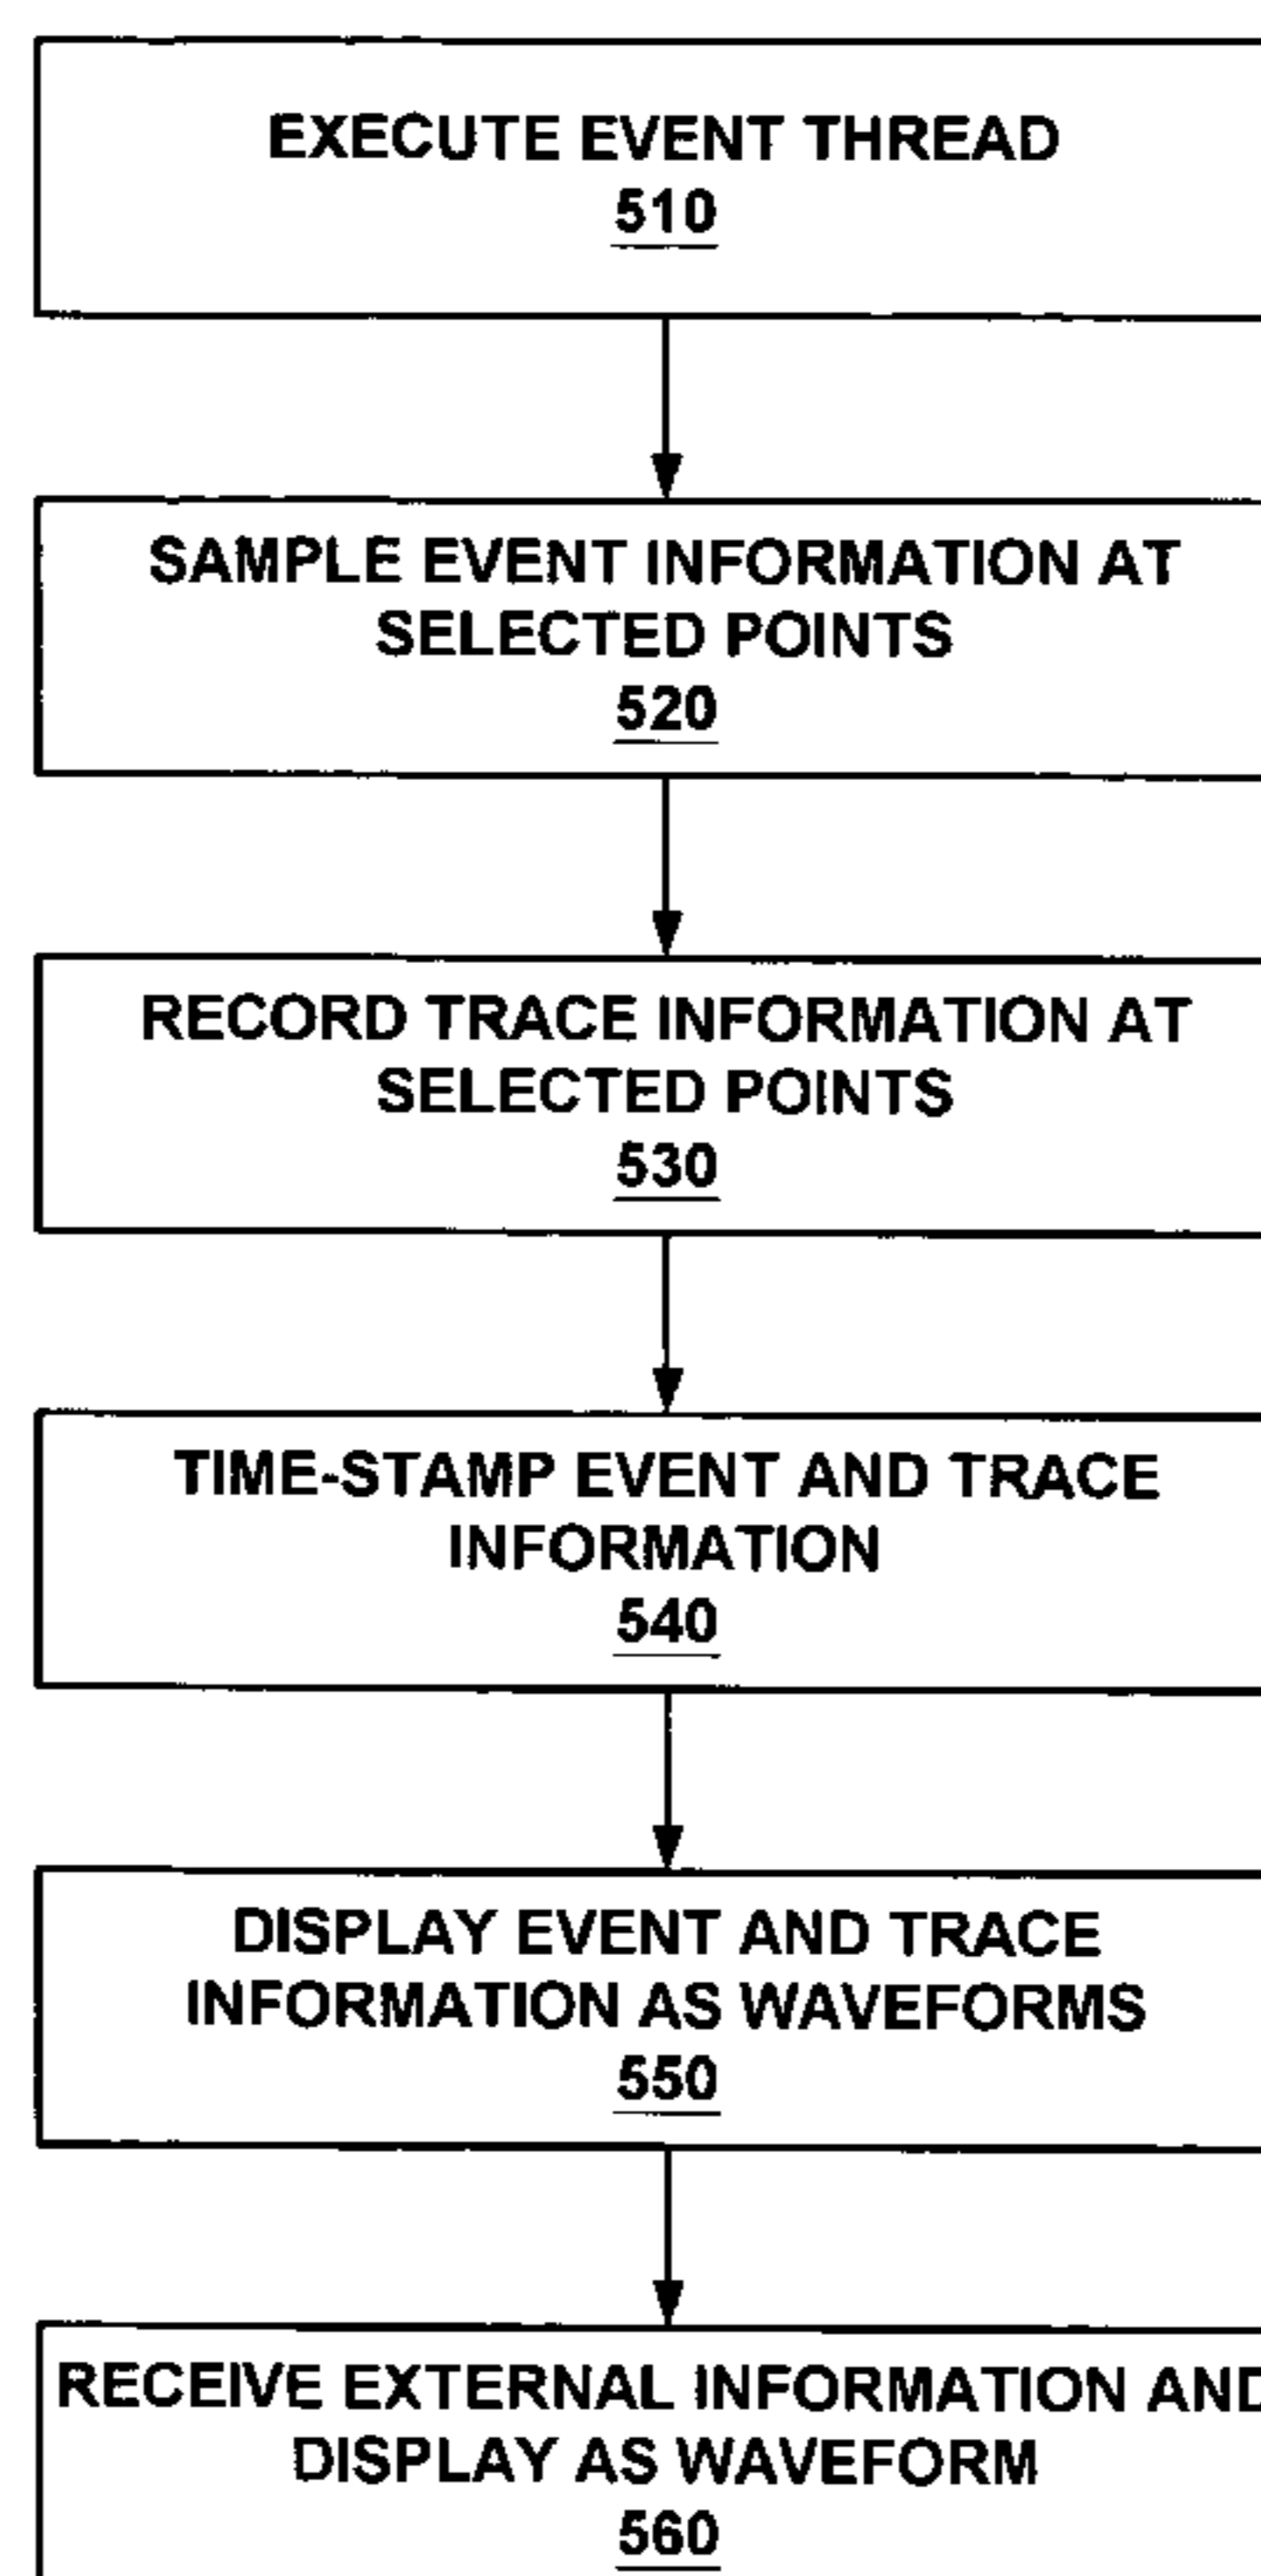 EXECUTE EVENT THREAD
510
SAMPLE EVENT INFORMATION AT
SELECTED POINTS
520
RECORD TRACE INFORMATION AT
SELECTED POINTS
530
TIME-STAMP EVENT AND TRACE
INFORMATION
540
DISPLAY EVENT AND TRACE
INFORMATION AS WAVEFORMS
550
RECEIVE EXTERNAL INFORMATION AND
DISPLAY AS WAVEFORM
560